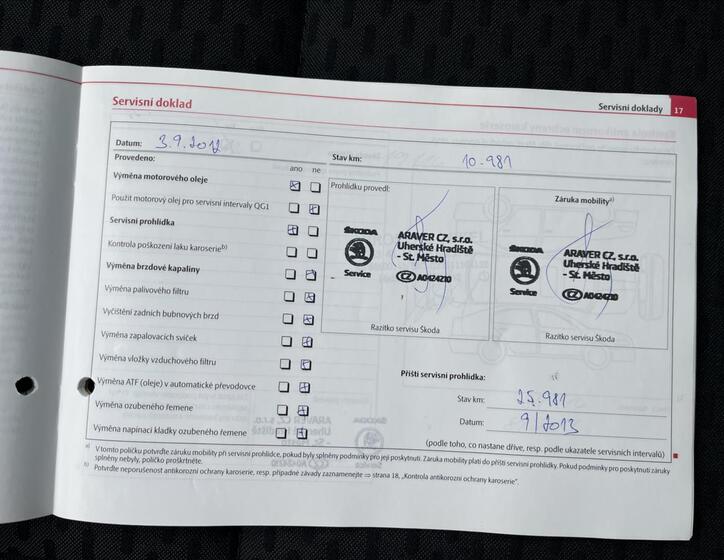 Servisní doklad
Servisní doklady 17
Datum: 3.9.2012 Stav km: 10.981
Provedeno: ano ne
Výměna motorového oleje
Použit motorový olej pro servisní intervaly QG1
Servisní prohlídka
Kontrola poškození laku karoserieb)
Výměna brzdové kapaliny
Výměna palivového filtru
Vyčištění zadních bubnových brzd
Výměna zapalovacích svíček
Výměna vložky vzduchového filtru
Výměna ATF (oleje) v automatické převodovce
Výměna ozubeného řemene
Výměna napínací kladky ozubeného řemene
Prohlídku provedl:
ŠKODA
Service
ARAVER CZ, s.r.o.
Uherské Hradiště
- St. Město
CZ A0424210
Razítko servisu Škoda
Záruka mobilitya)
ŠKODA
Service
ARAVER CZ, s.r.o.
Uherské Hradiště
- St. Město
CZ A0424210
Razítko servisu Škoda
Příští servisní prohlídka:
Stav km: 25.981
Datum: 9/2013
(podle toho, co nastane dříve, resp. podle ukazatele servisních intervalů)
a) V tomto políčku potvrďte záruku mobility při servisní prohlídce, pokud byly splněny podmínky pro její poskytnutí. Záruka mobility platí do příští servisní prohlídky. Pokud podmínky pro poskytnutí záruky
splněny nebyly, políčko proškrtněte.
b) Potvrďte neporušenost antikorozní ochrany karoserie, resp. případné závady zaznamenejte ⇒ strana 18, „Kontrola antikorozní ochrany karoserie".